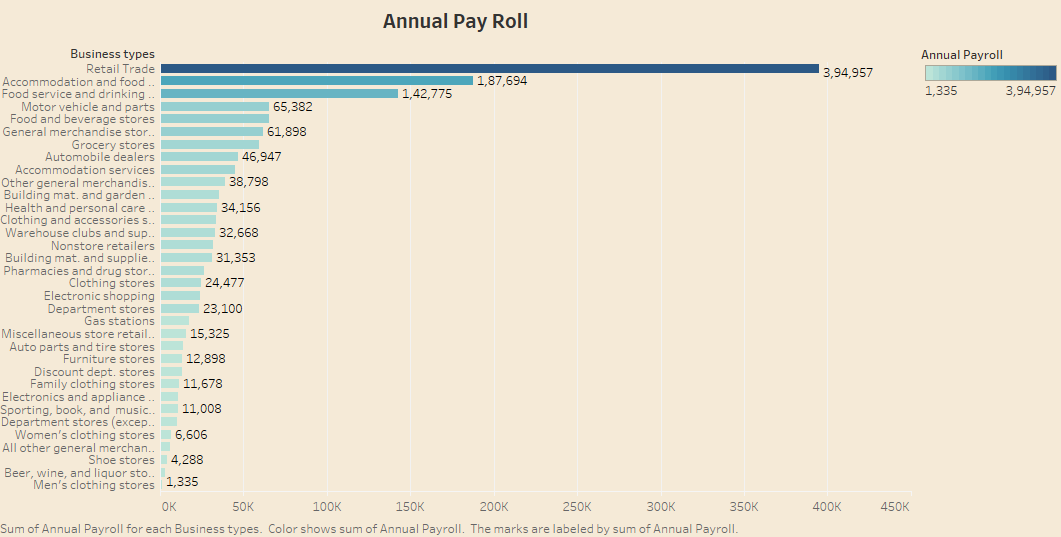 Annual Pay Roll
Business types
Retail Trade 3,94,957
Accommodation and food .. 1,87,694
Food service and drinking .. 1,42,775
Motor vehicle and parts 65,382
Food and beverage stores
General merchandise stor.. 61,898
Grocery stores
Automobile dealers 46,947
Accommodation services
Other general merchandis.. 38,798
Building mat. and garden ..
Health and personal care .. 34,156
Clothing and accessories s..
Warehouse clubs and sup.. 32,668
Nonstore retailers
Building mat. and supplie.. 31,353
Pharmacies and drug stor..
Clothing stores 24,477
Electronic shopping
Department stores 23,100
Gas stations
Miscellaneous store retail.. 15,325
Auto parts and tire stores
Furniture stores 12,898
Discount dept. stores
Family clothing stores 11,678
Electronics and appliance ..
Sporting, book, and music.. 11,008
Department stores (excep..
Women's clothing stores 6,606
All other general merchan..
Shoe stores 4,288
Beer, wine, and liquor sto..
Men's clothing stores 1,335
0K 50K 100K 150K 200K 250K 300K 350K 400K 450K
Annual Payroll
1,335 3,94,957
Sum of Annual Payroll for each Business types. Color shows sum of Annual Payroll. The marks are labeled by sum of Annual Payroll.